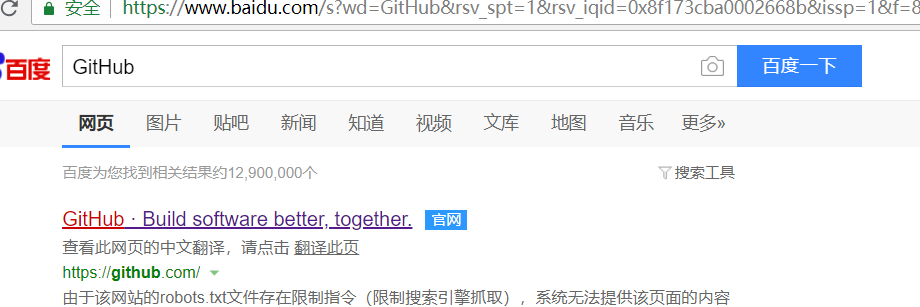 安全 https://www.baidu.com/s?wd=GitHub&rsv_spt=1&rsv_iqid=0x8f173cba0002668b&issp=1&f=8
百度 GitHub 百度一下
网页 图片 贴吧 新闻 知道 视频 文库 地图 音乐 更多»
百度为您找到相关结果约12,900,000个 搜索工具
GitHub · Build software better, together. 官网
查看此网页的中文翻译，请点击 翻译此页
https://github.com/
由于该网站的robots.txt文件存在限制指令（限制搜索引擎抓取），系统无法提供该页面的内容